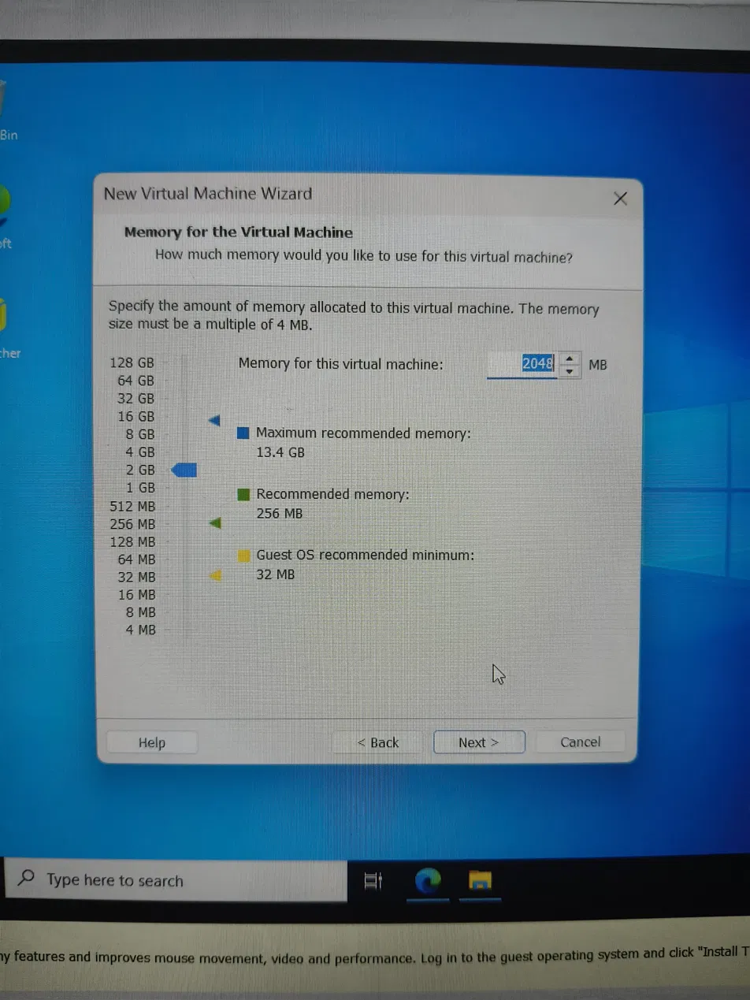 Bin
oft
cher
New Virtual Machine Wizard
Memory for the Virtual Machine
How much memory would you like to use for this virtual machine?
Specify the amount of memory allocated to this virtual machine. The memory
size must be a multiple of 4 MB.
Memory for this virtual machine: 2048 MB
128 GB
64 GB
32 GB
16 GB
8 GB
4 GB
2 GB
1 GB
512 MB
256 MB
128 MB
64 MB
32 MB
16 MB
8 MB
4 MB
Maximum recommended memory:
13.4 GB
Recommended memory:
256 MB
Guest OS recommended minimum:
32 MB
Help
< Back
Next >
Cancel
Type here to search
ny features and improves mouse movement, video and performance. Log in to the guest operating system and click "Install T